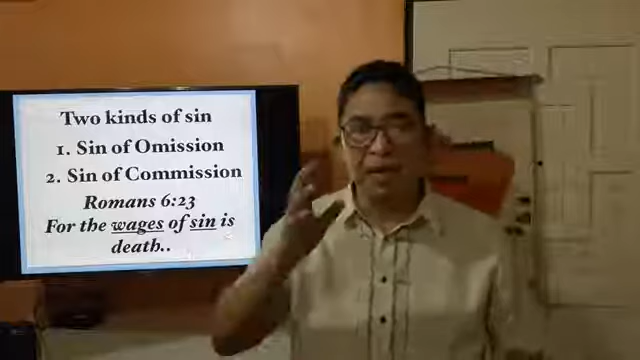 Two kinds of sin
1. Sin of Omission
2. Sin of Commission
Romans 6:23
For the wages of sin is
death..